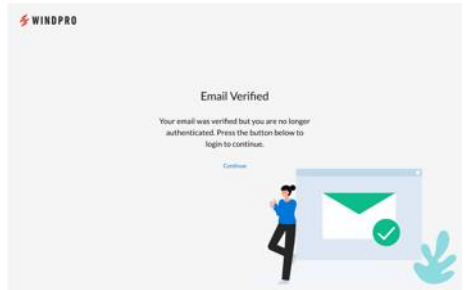 WINDPRO
Email Verified
Your email was verified but you are no longer
authenticated. Press the button below to
login to continue.
Continue